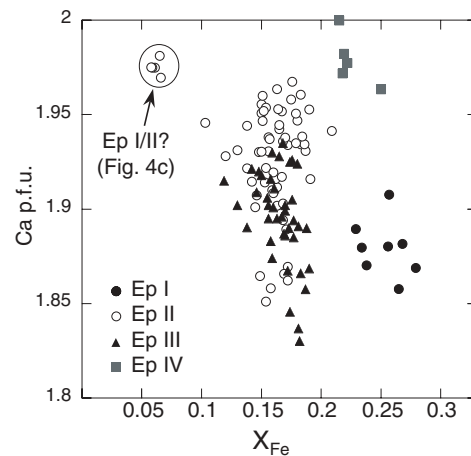 2
1.95
1.9
1.85
1.8
Ca p.f.u.
Ep I/II?
(Fig. 4c)
Ep I
Ep II
Ep III
Ep IV
0.05 0.1 0.15 0.2 0.25 0.3
XFe